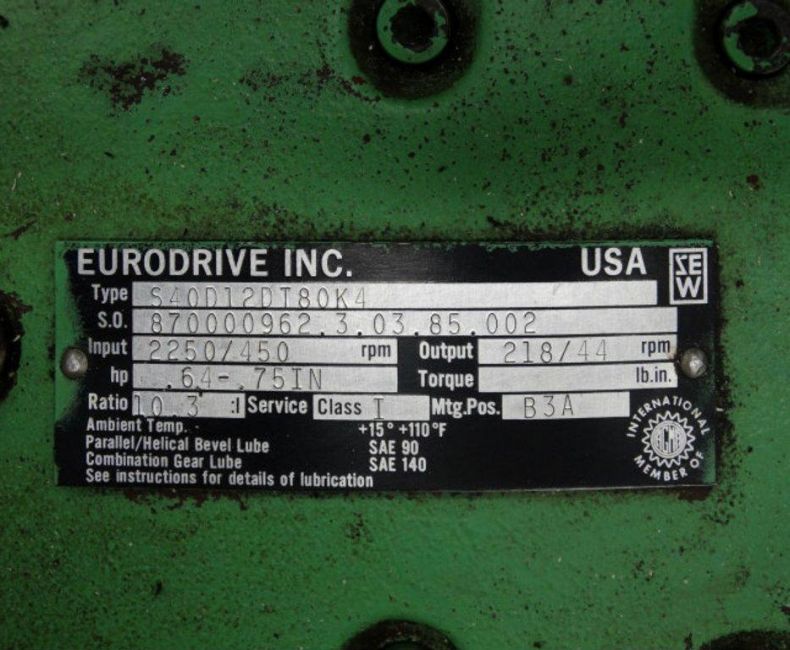 EURODRIVE INC. USA SEW
Type S40D12DT80K4
S.O. 870000962.3.03.85.002
Input 2250/450 rpm Output 218/44 rpm
hp .64-.75IN Torque lb.in.
Ratio 10.3 :1 Service Class I Mtg.Pos. B3A
Ambient Temp. +15° +110°F
Parallel/Helical Bevel Lube SAE 90
Combination Gear Lube SAE 140
See instructions for details of lubrication
INTERNATIONAL
AGMA
MEMBER OF